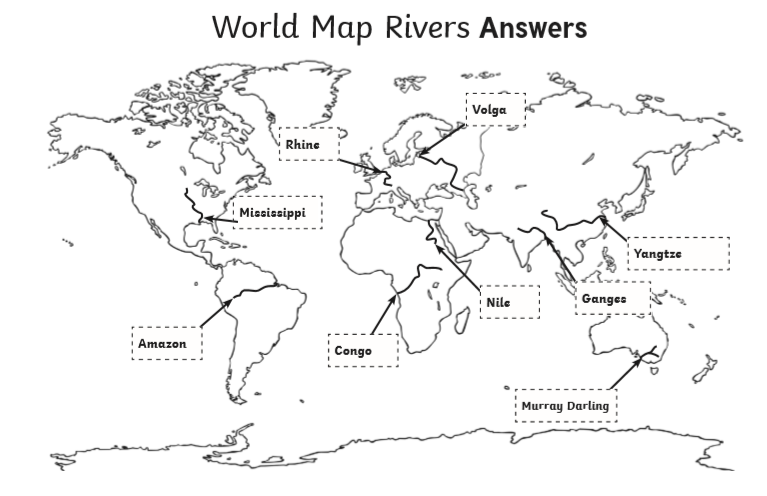 World Map Rivers Answers
Volga
Rhine
Mississippi
Yangtze
Nile
Ganges
Amazon
Congo
Murray Darling